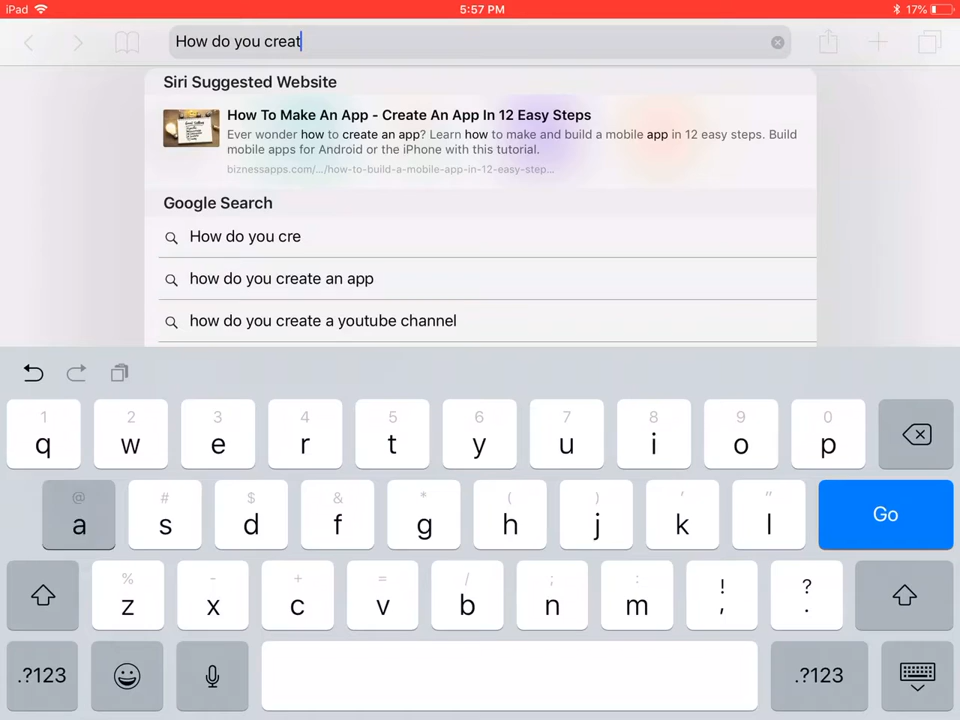 iPad
5:57 PM
17%
How do you creat
Siri Suggested Website
How To Make An App - Create An App In 12 Easy Steps
Ever wonder how to create an app? Learn how to make and build a mobile app in 12 easy steps. Build
mobile apps for Android or the iPhone with this tutorial.
biznessapps.com/.../how-to-build-a-mobile-app-in-12-easy-step...
Google Search
How do you cre
how do you create an app
how do you create a youtube channel
1 2 3 4 5 6 7 8 9 0
q w e r t y u i o p
@ # $ & * ( ) ' "
a s d f g h j k l Go
% - + = / ; : ! ?
z x c v b n m , .
.?123 .?123